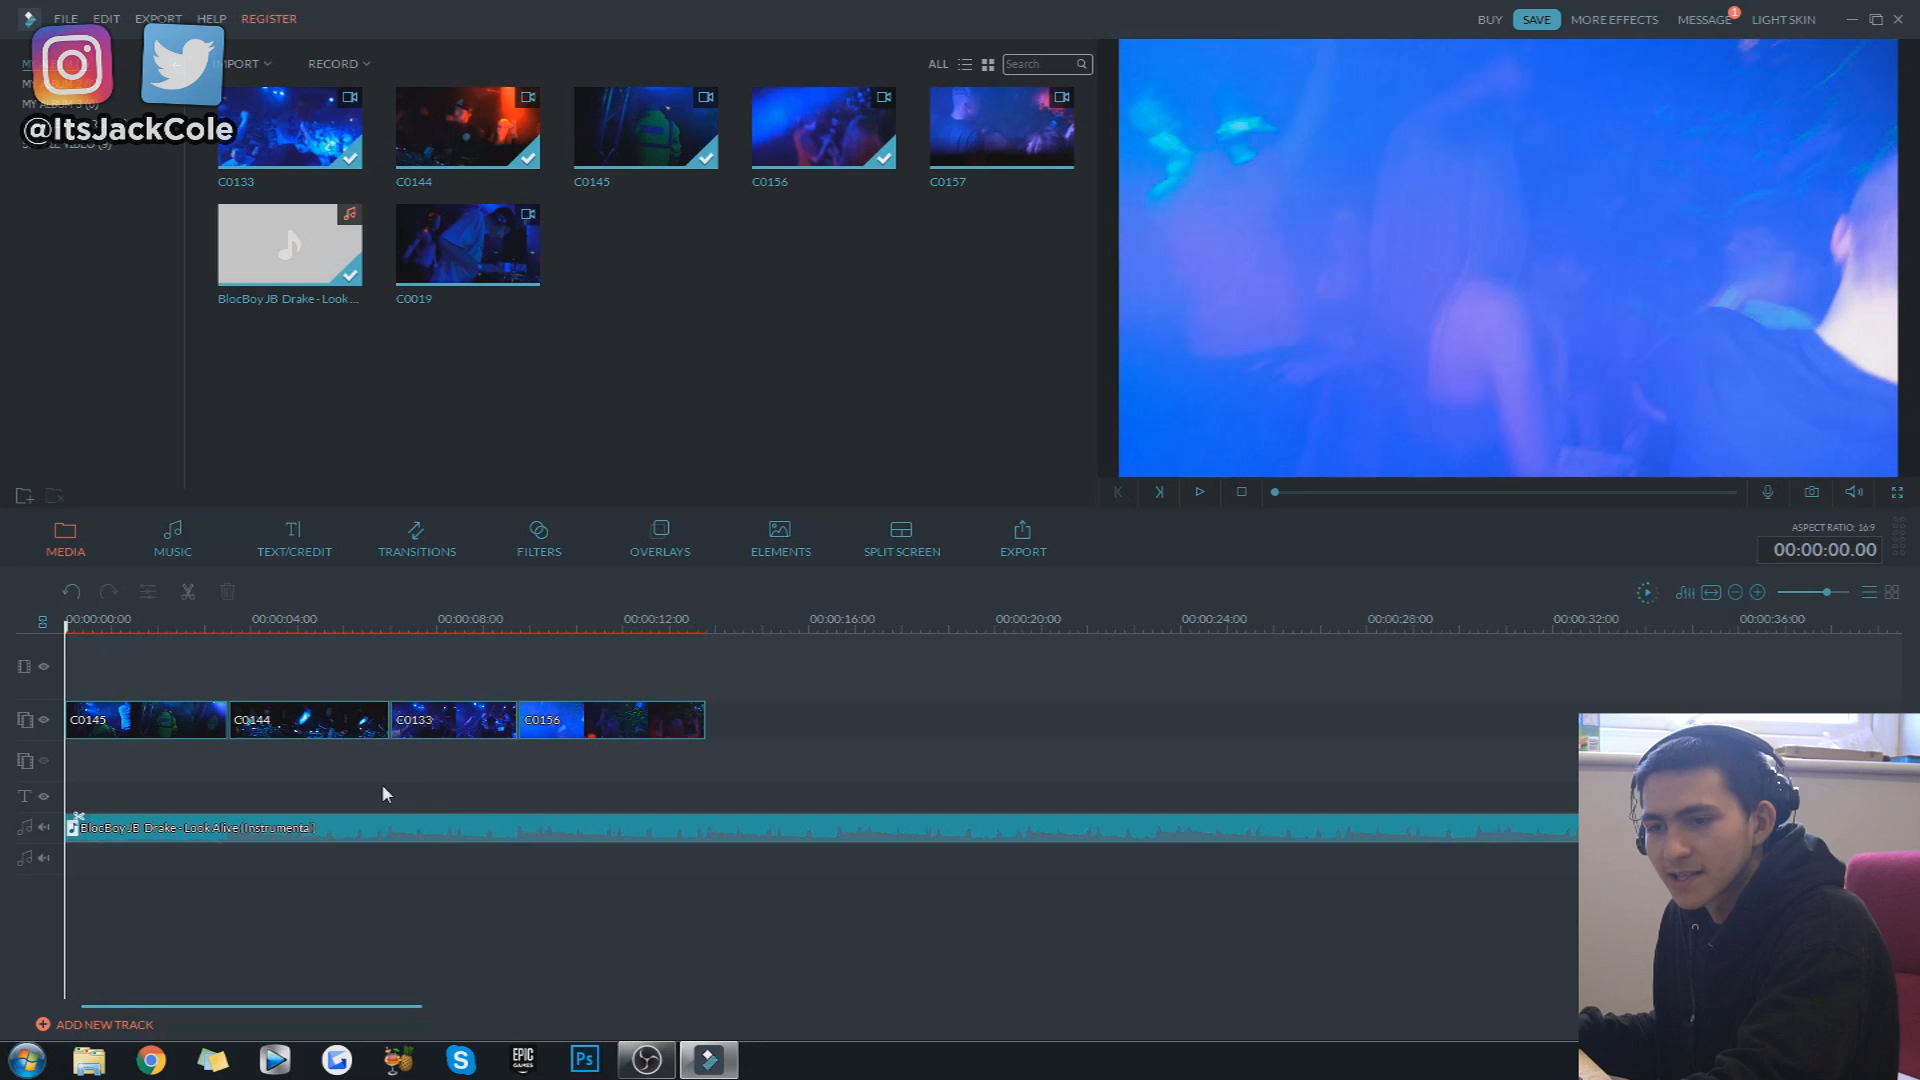 FILE EDIT EXPORT HELP REGISTER
BUY SAVE MORE EFFECTS MESSAGE 1 LIGHT SKIN
IMPORT RECORD
ALL Search
@ItsJackCole
C0133 C0144 C0145 C0156 C0157
BlocBoy JB Drake - Look ... C0019
MEDIA MUSIC TEXT/CREDIT TRANSITIONS FILTERS OVERLAYS ELEMENTS SPLIT SCREEN EXPORT
ASPECT RATIO: 16:9
00:00:00.00
00:00:00:00 00:00:04:00 00:00:08:00 00:00:12:00 00:00:16:00 00:00:20:00 00:00:24:00 00:00:28:00 00:00:32:00 00:00:36:00
C0145 C0144 C0133 C0156
BlocBoy JB Drake - Look Alive (Instrumental)
ADD NEW TRACK
S EPIC GAMES Ps